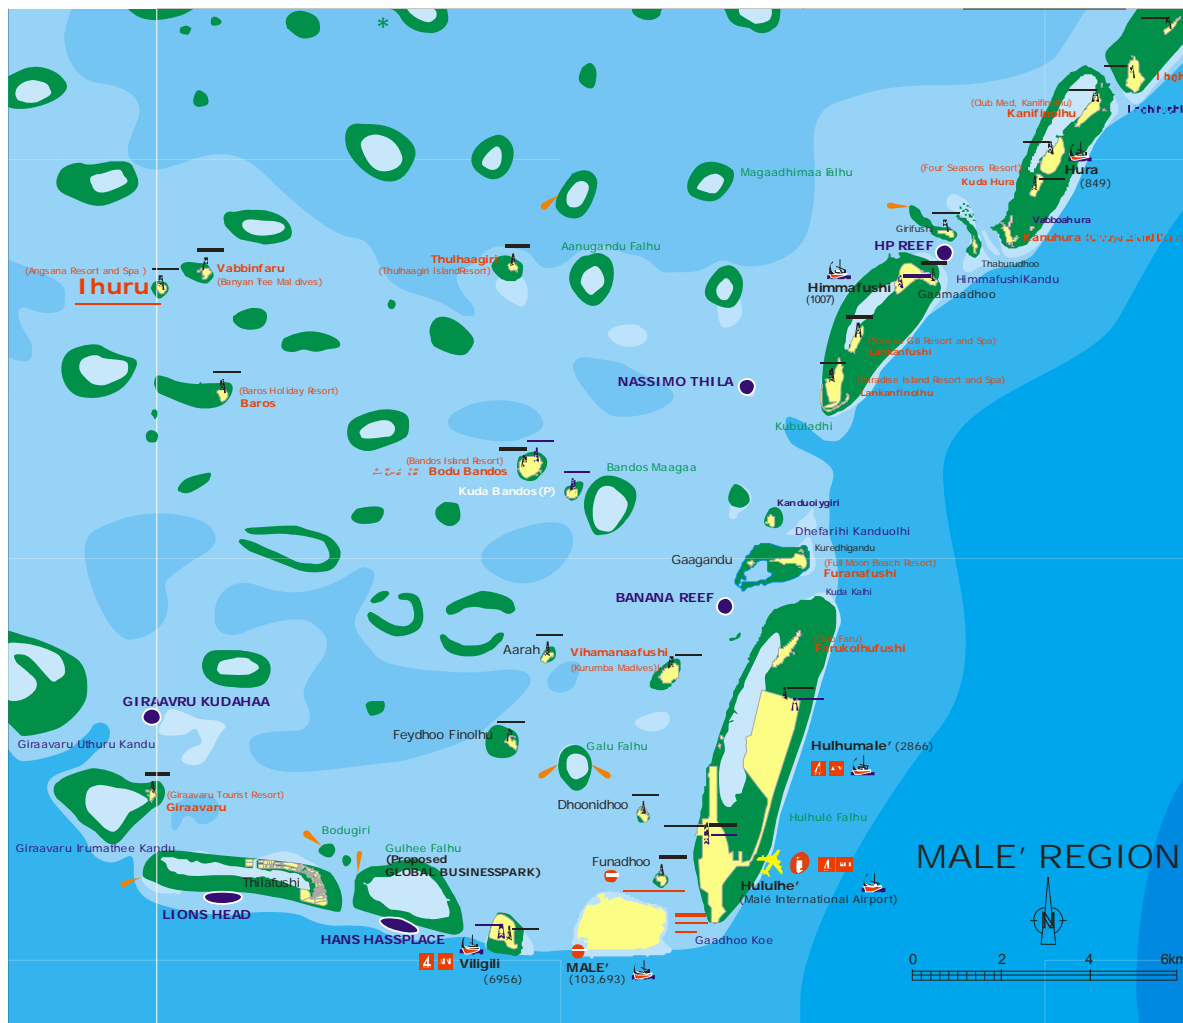 *
(Club Med, Kanifinolhu)
Kanifinolhu
(Four Seasons Resort)
Kuda Hura
Hura
(849)
Magaadhimaa Falhu
Vabboahura
Girifushi
HP REEF
Thaburudhoo
HimmafushiKandu
Aanugandu Falhu
Thulhaagiri
(Thulhaagiri IslandResort)
(Angsana Resort and Spa )
Ihuru
Vabbinfaru
(Banyan Tree Maldives)
Himmafushi
(1007)
Gaamaadhoo
Lankanfushi
NASSIMO THILA
(Paradise Island Resort and Spa)
Lankanfinolhu
(Baros Holiday Resort)
Baros
Kubuladhi
(Bandos Island Resort)
Bodu Bandos
Bandos Maagaa
Kuda Bandos(P)
Kanduoiygiri
Dhefarihi Kanduolhi
Kuredhigandu
Gaagandu
(Full Moon Beach Resort)
Furanafushi
BANANA REEF
Kuda Kalhi
Aarah
Vihamanaafushi
(Kurumba Madives)
Farukolhufushi
GIRAAVRU KUDAHAA
Giraavaru Uthuru Kandu
Feydhoo Finolhu
Galu Falhu
Hulhumale’ (2866)
(Giraavaru Tourist Resort)
Giraavaru
Dhoonidhoo
Hulhulé Falhu
Bodugiri
Giraavaru Irumathee Kandu
Gulhee Falhu
(Proposed
GLOBAL BUSINESSPARK)
Funadhoo
MALE’ REGION
Thilafushi
Hululhe’
(Malé International Airport)
LIONS HEAD
HANS HASSPLACE
Gaadhoo Koe
N
Viligili
(6956)
MALE’
(103,693)
0 2 4 6km